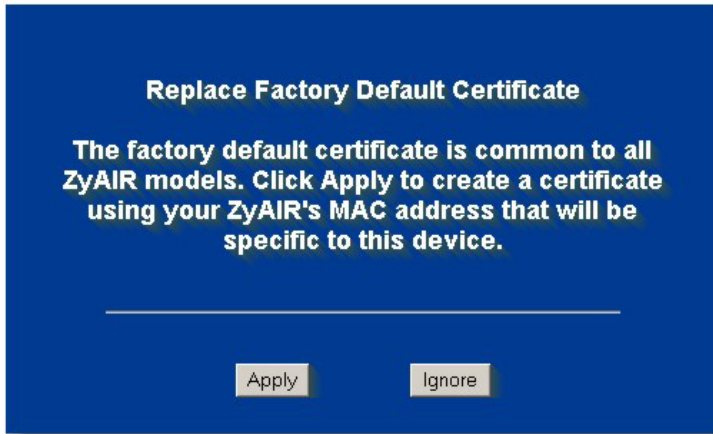 Replace Factory Default Certificate
The factory default certificate is common to all
ZyAIR models. Click Apply to create a certificate
using your ZyAIR's MAC address that will be
specific to this device.
Apply
Ignore